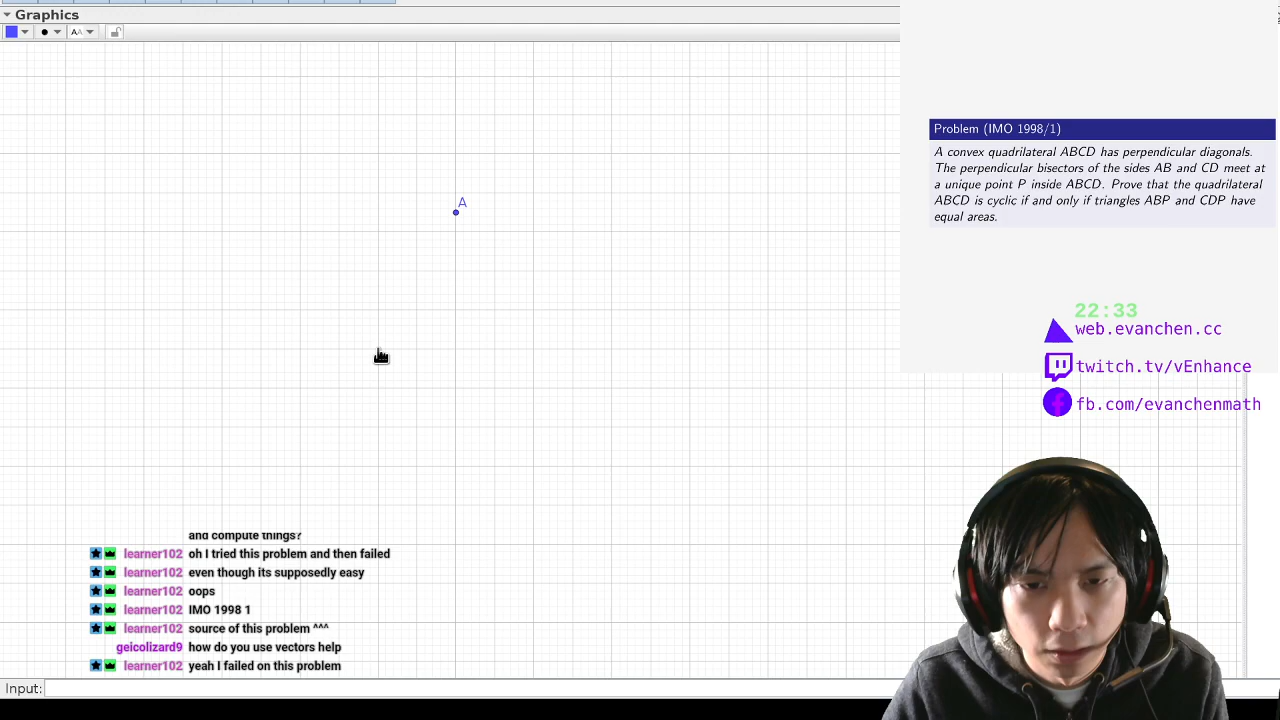 Graphics
AA
A
Problem (IMO 1998/1)
A convex quadrilateral ABCD has perpendicular diagonals.
The perpendicular bisectors of the sides AB and CD meet at
a unique point P inside ABCD. Prove that the quadrilateral
ABCD is cyclic if and only if triangles ABP and CDP have
equal areas.
22:33
web.evanchen.cc
twitch.tv/vEnhance
fb.com/evanchenmath
and compute things?
learner102 oh I tried this problem and then failed
learner102 even though its supposedly easy
learner102 oops
learner102 IMO 1998 1
learner102 source of this problem ^^^
geicolizard9 how do you use vectors help
learner102 yeah I failed on this problem
Input: